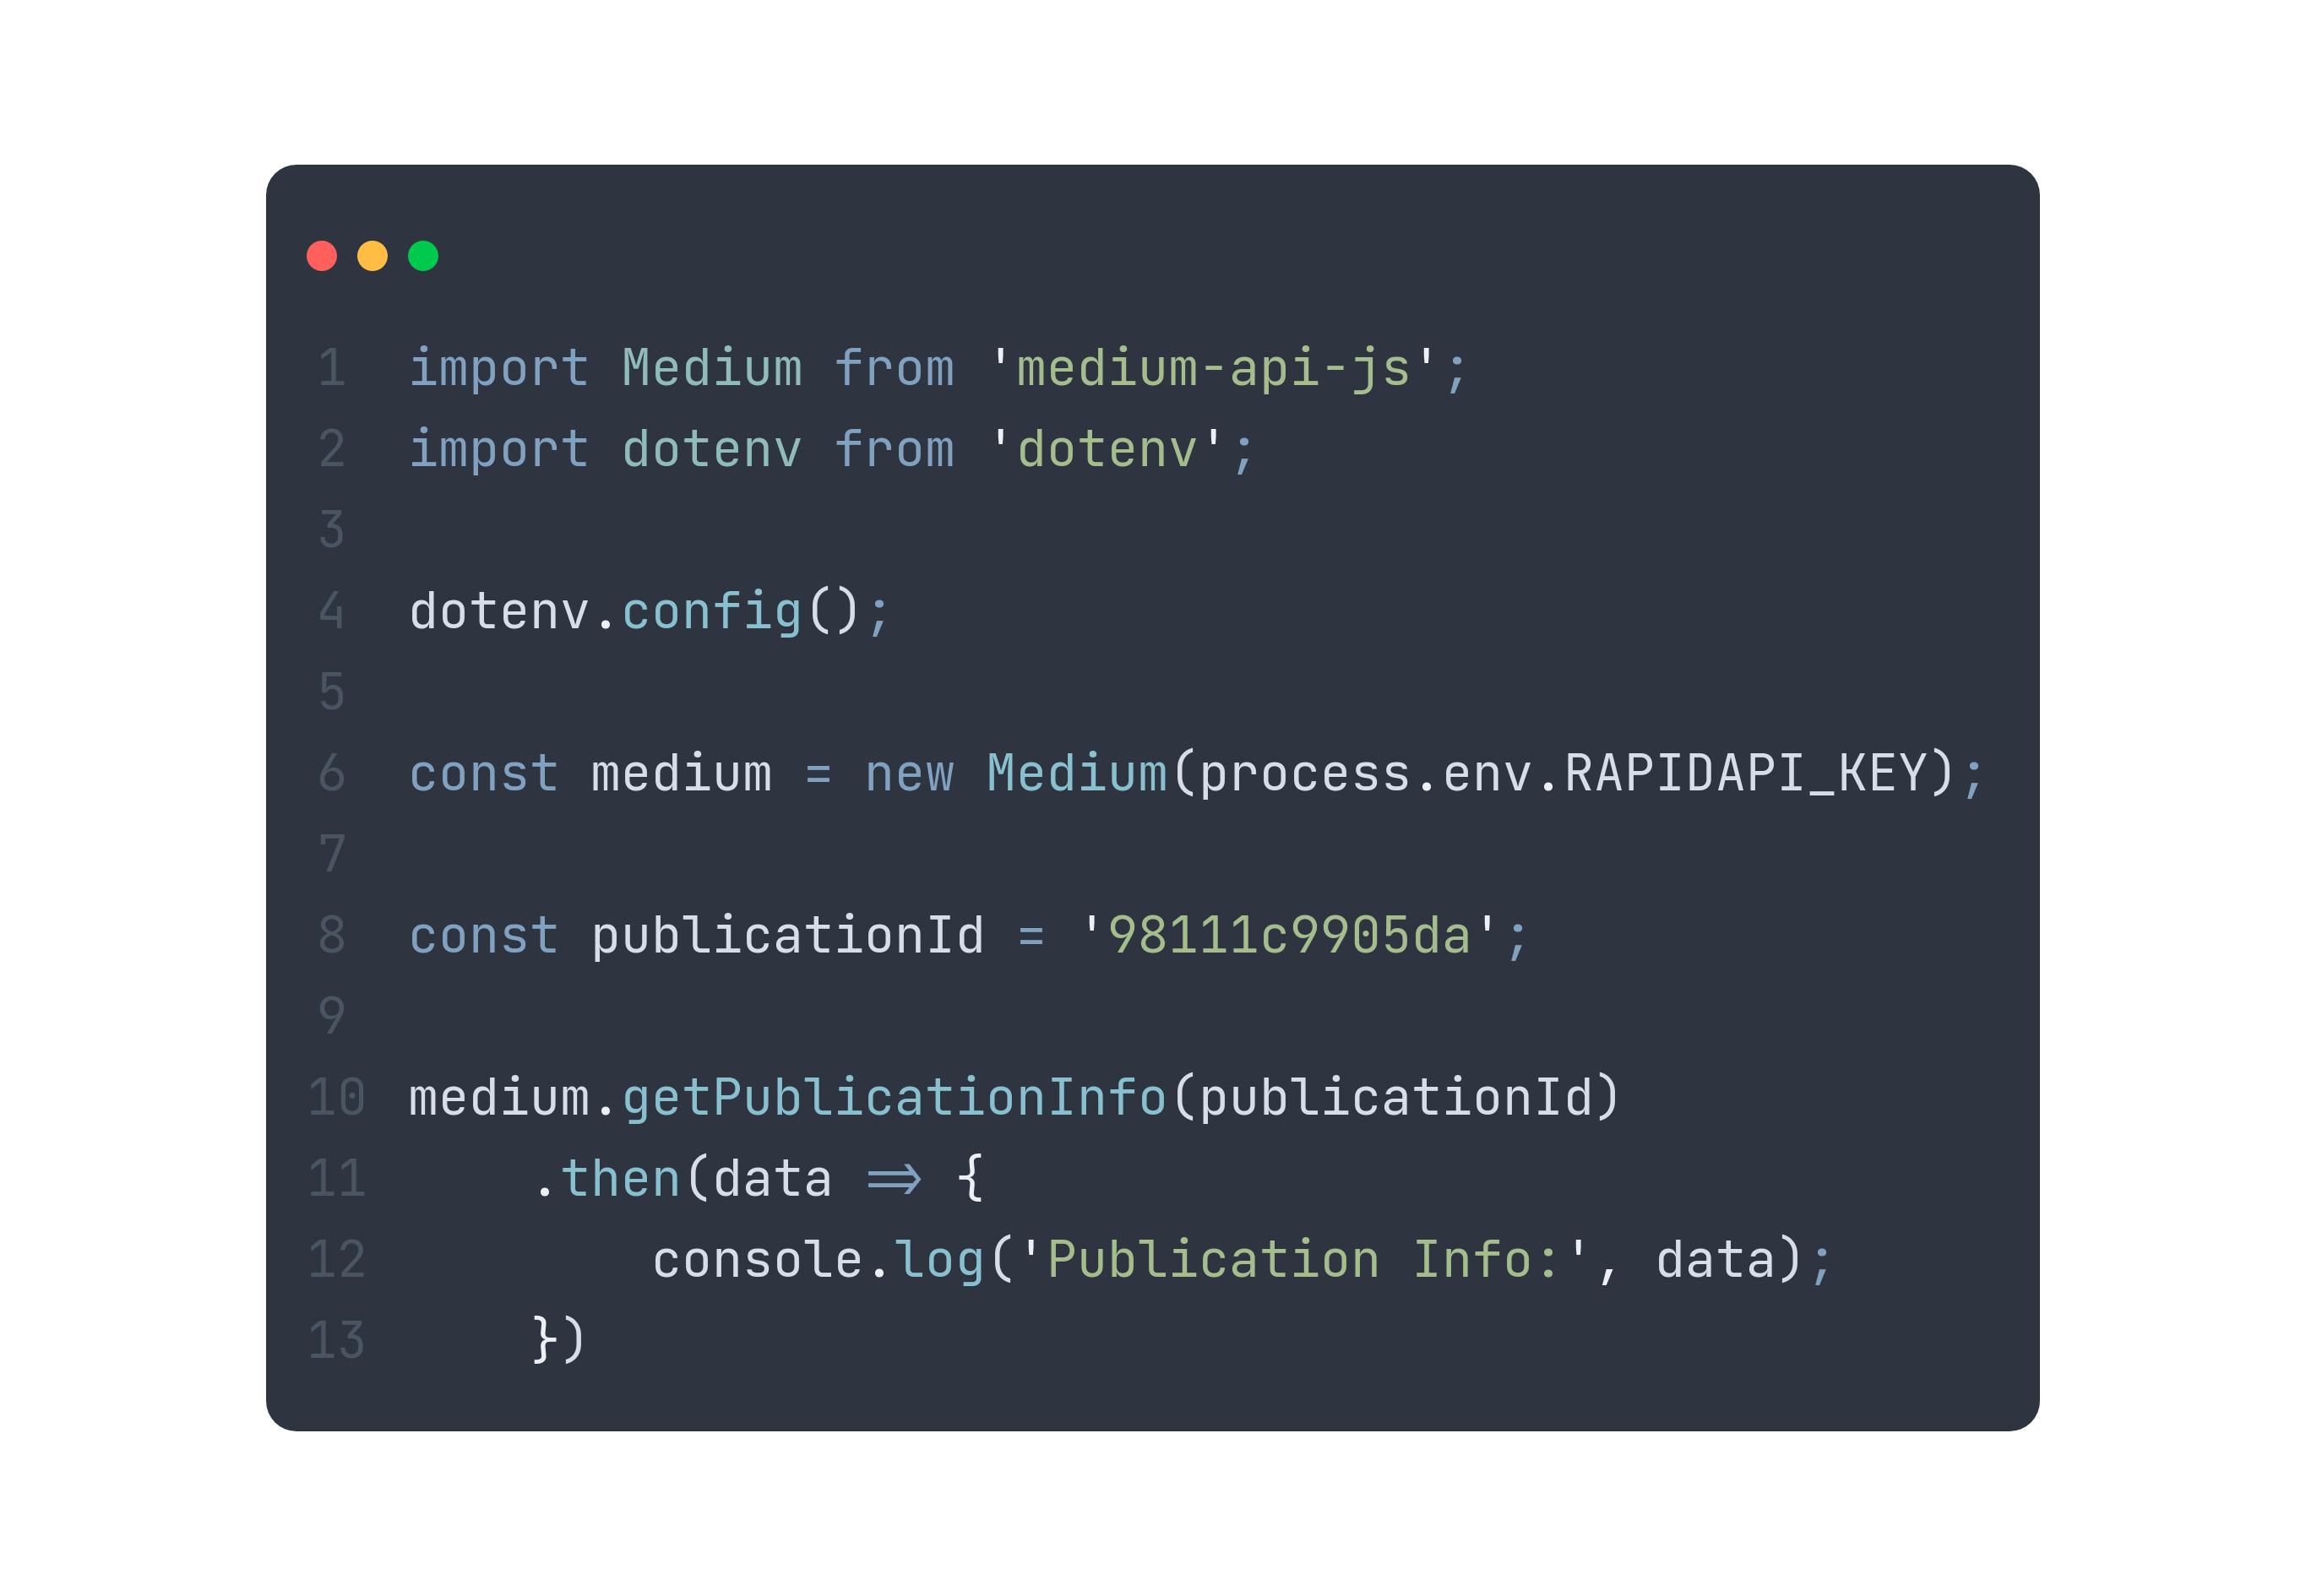 1 import Medium from 'medium-api-js';
2 import dotenv from 'dotenv';
3
4 dotenv.config();
5
6 const medium = new Medium(process.env.RAPIDAPI_KEY);
7
8 const publicationId = '98111c9905da';
9
10 medium.getPublicationInfo(publicationId)
11     .then(data => {
12         console.log('Publication Info:', data);
13     })